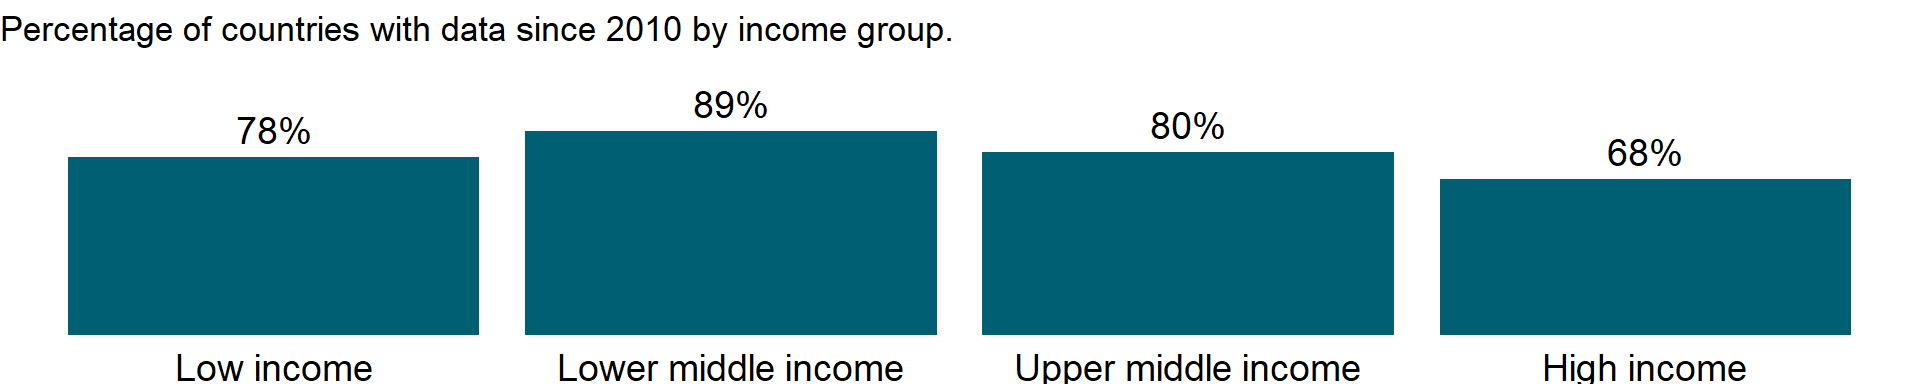 Percentage of countries with data since 2010 by income group.
78%
89%
80%
68%
Low income
Lower middle income
Upper middle income
High income